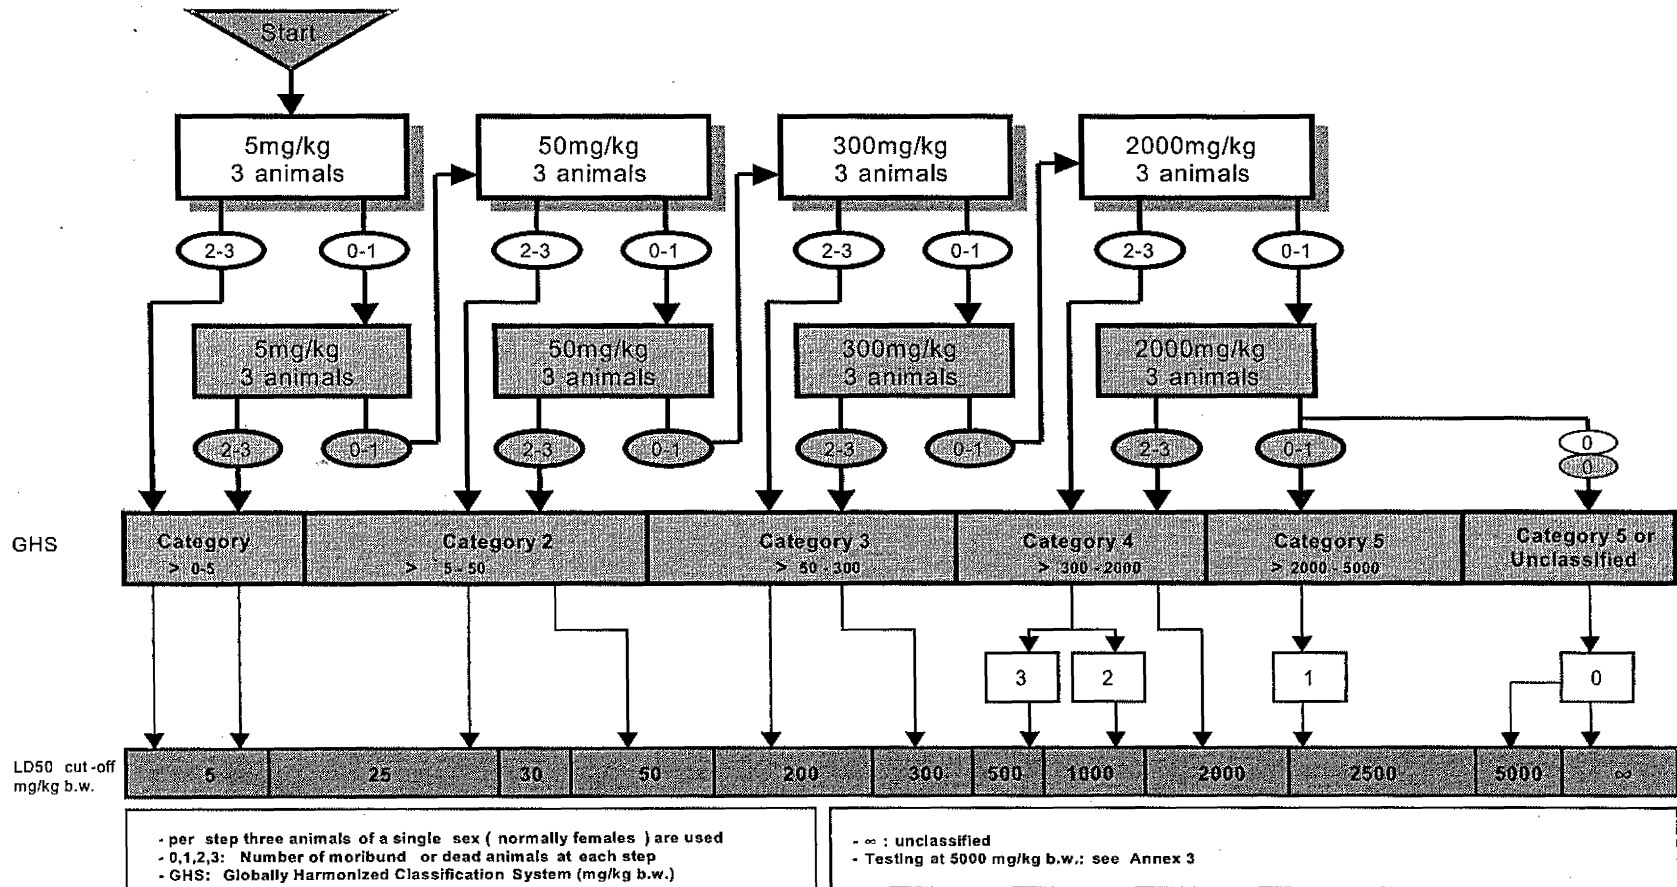 Start
5mg/kg
3 animals
50mg/kg
3 animals
300mg/kg
3 animals
2000mg/kg
3 animals
2-3
0-1
2-3
0-1
2-3
0-1
2-3
0-1
5mg/kg
3 animals
50mg/kg
3 animals
300mg/kg
3 animals
2000mg/kg
3 animals
2-3
0-1
2-3
0-1
2-3
0-1
2-3
0-1
0
0
GHS
Category
> 0-5
Category 2
> 5-50
Category 3
> 50-300
Category 4
> 300-2000
Category 5
> 2000-5000
Category 5 or
Unclassified
3
2
1
0
LD50 cut-off
mg/kg b.w.
5
25
30
50
200
300
500
1000
2000
2500
5000
∞
- per step three animals of a single sex ( normally females ) are used
- 0,1,2,3: Number of moribund or dead animals at each step
- GHS: Globally Harmonized Classification System (mg/kg b.w.)
- ∞ : unclassified
- Testing at 5000 mg/kg b.w.: see Annex 3